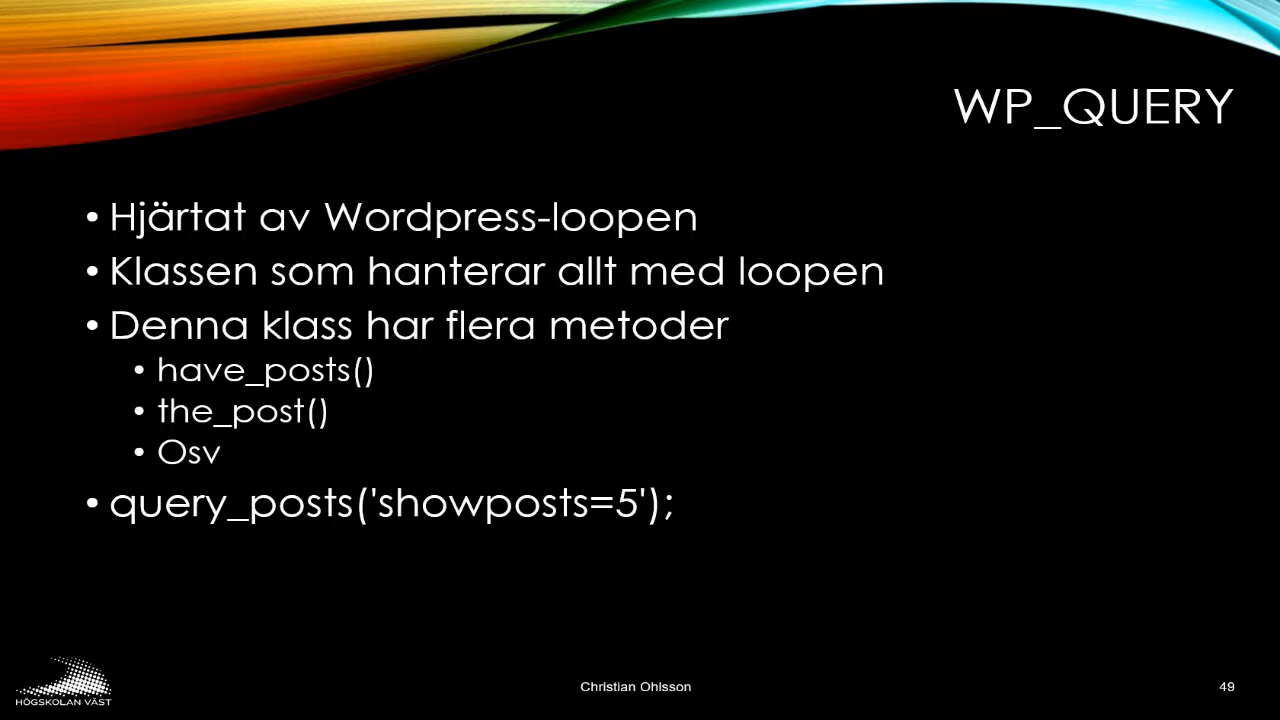 WP_QUERY
• Hjärtat av Wordpress-loopen
• Klassen som hanterar allt med loopen
• Denna klass har flera metoder
• have_posts()
• the_post()
• Osv
• query_posts('showposts=5');
HÖGSKOLAN VÄST
Christian Ohlsson
49